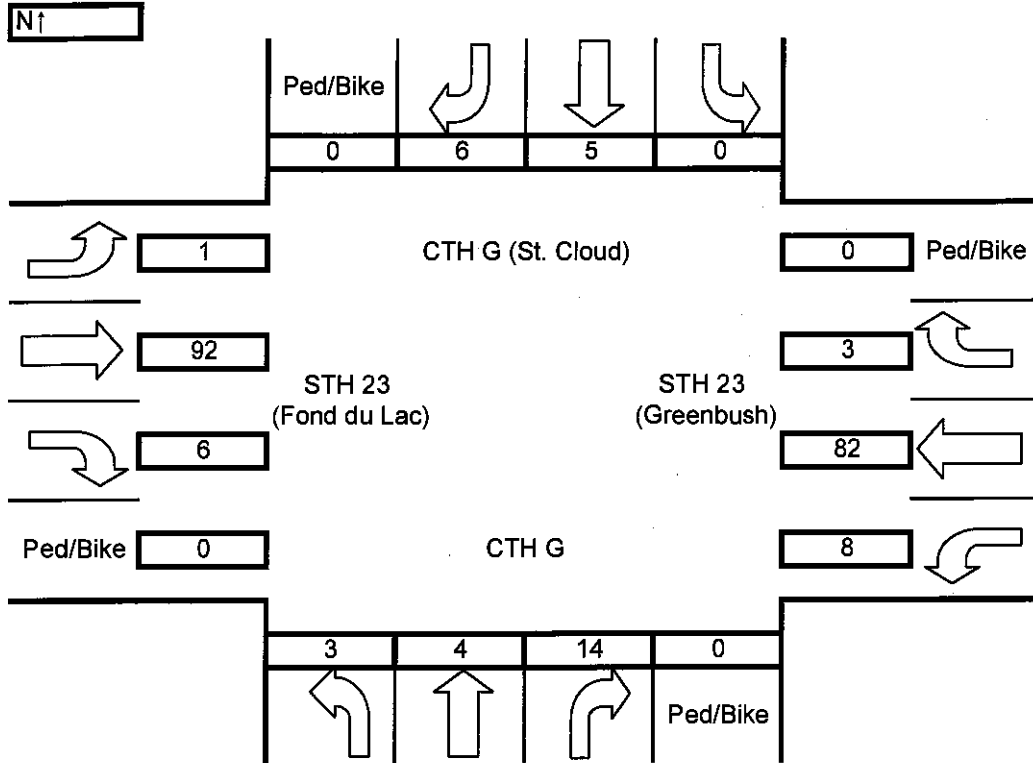 N↑
Ped/Bike
0 6 5 0
1 CTH G (St. Cloud) 0 Ped/Bike
92 3
STH 23 STH 23
(Fond du Lac) (Greenbush)
6 82
Ped/Bike 0 CTH G 8
3 4 14 0
Ped/Bike